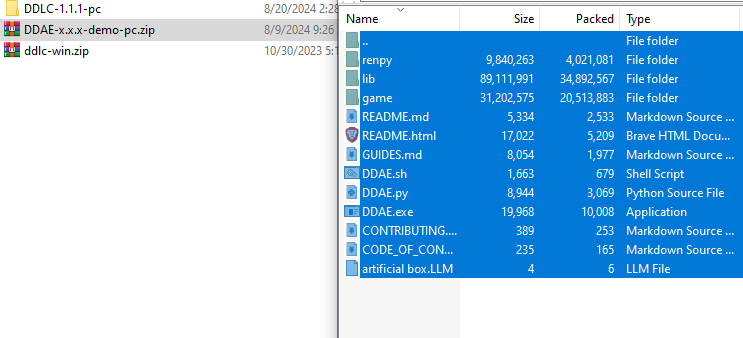 DDLC-1.1.1-pc 8/20/2024 2:28
DDAE-x.x.x-demo-pc.zip 8/9/2024 9:26
ddlc-win.zip 10/30/2023 5:1
Name Size Packed Type
.. File folder
renpy 9,840,263 4,021,081 File folder
lib 89,111,991 34,892,567 File folder
game 31,202,575 20,513,883 File folder
README.md 5,334 2,533 Markdown Source ...
README.html 17,022 5,209 Brave HTML Docu...
GUIDES.md 8,054 1,977 Markdown Source ...
DDAE.sh 1,663 679 Shell Script
DDAE.py 8,944 3,069 Python Source File
DDAE.exe 19,968 10,008 Application
CONTRIBUTING.... 389 253 Markdown Source ...
CODE_OF_CON... 235 165 Markdown Source ...
artificial box.LLM 4 6 LLM File